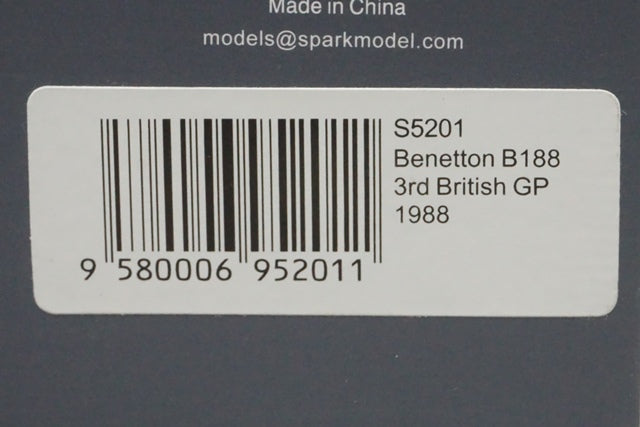 Made in China
models@sparkmodel.com
S5201
Benetton B188
3rd British GP
1988
9 580006 952011